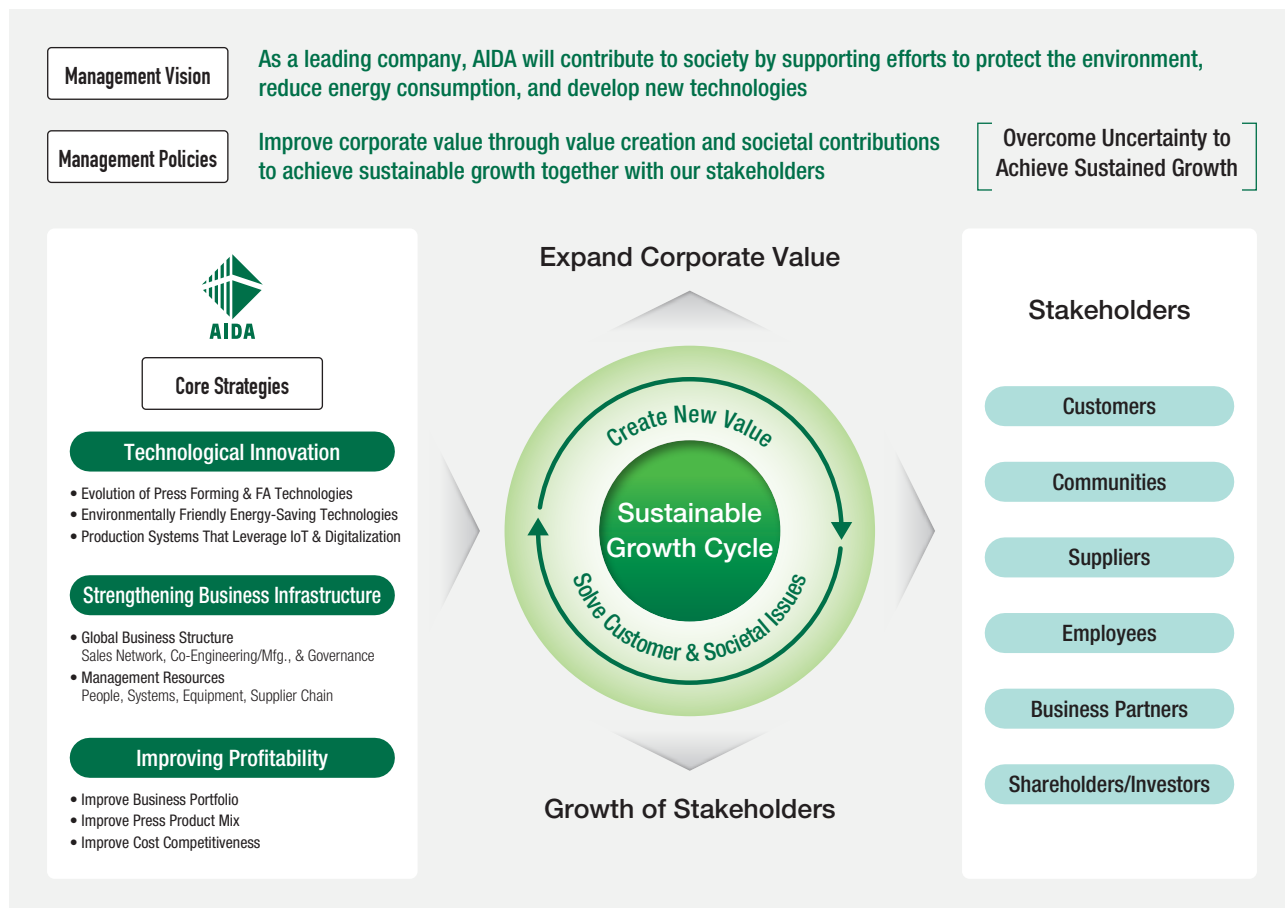 Management Vision
As a leading company, AIDA will contribute to society by supporting efforts to protect the environment,
reduce energy consumption, and develop new technologies
Management Policies
Improve corporate value through value creation and societal contributions
to achieve sustainable growth together with our stakeholders
Overcome Uncertainty to
Achieve Sustained Growth
AIDA
Core Strategies
Technological Innovation
• Evolution of Press Forming & FA Technologies
• Environmentally Friendly Energy-Saving Technologies
• Production Systems That Leverage IoT & Digitalization
Strengthening Business Infrastructure
• Global Business Structure
Sales Network, Co-Engineering/Mfg., & Governance
• Management Resources
People, Systems, Equipment, Supplier Chain
Improving Profitability
• Improve Business Portfolio
• Improve Press Product Mix
• Improve Cost Competitiveness
Expand Corporate Value
Create New Value
Sustainable
Growth Cycle
Solve Customer & Societal Issues
Growth of Stakeholders
Stakeholders
Customers
Communities
Suppliers
Employees
Business Partners
Shareholders/Investors